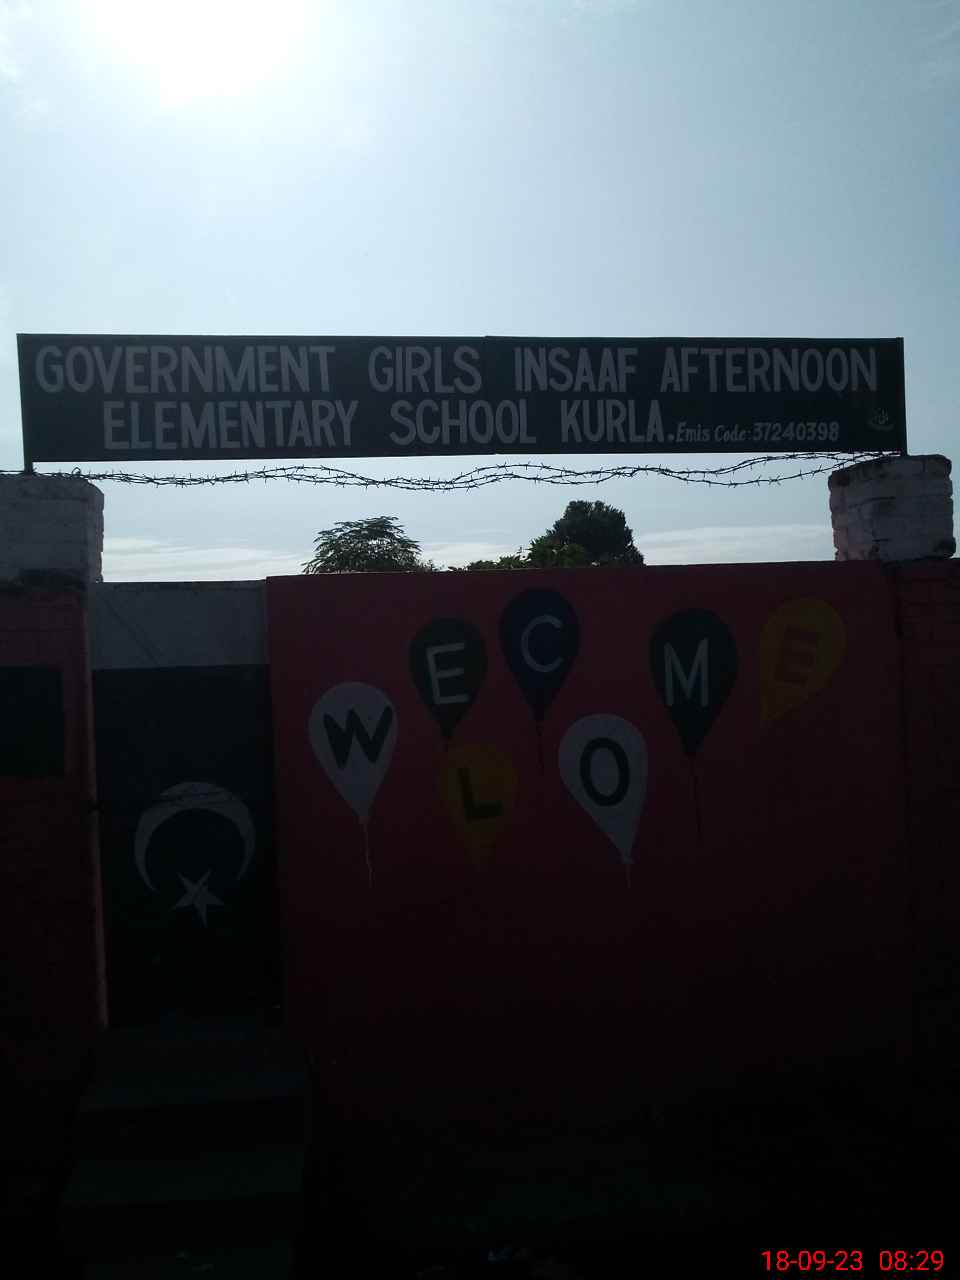 GOVERNMENT GIRLS INSAAF AFTERNOON
ELEMENTARY SCHOOL KURLA. Emis Code-37240398
WELCOME
18-09-23 08:29